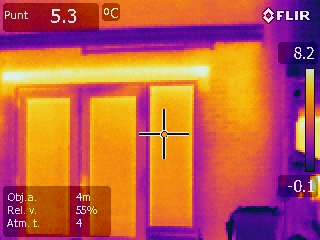 Punt 5.3 °C
FLIR
8.2
-0.1
Obj.a. 4m
Rel. v. 55%
Atm. t. 4